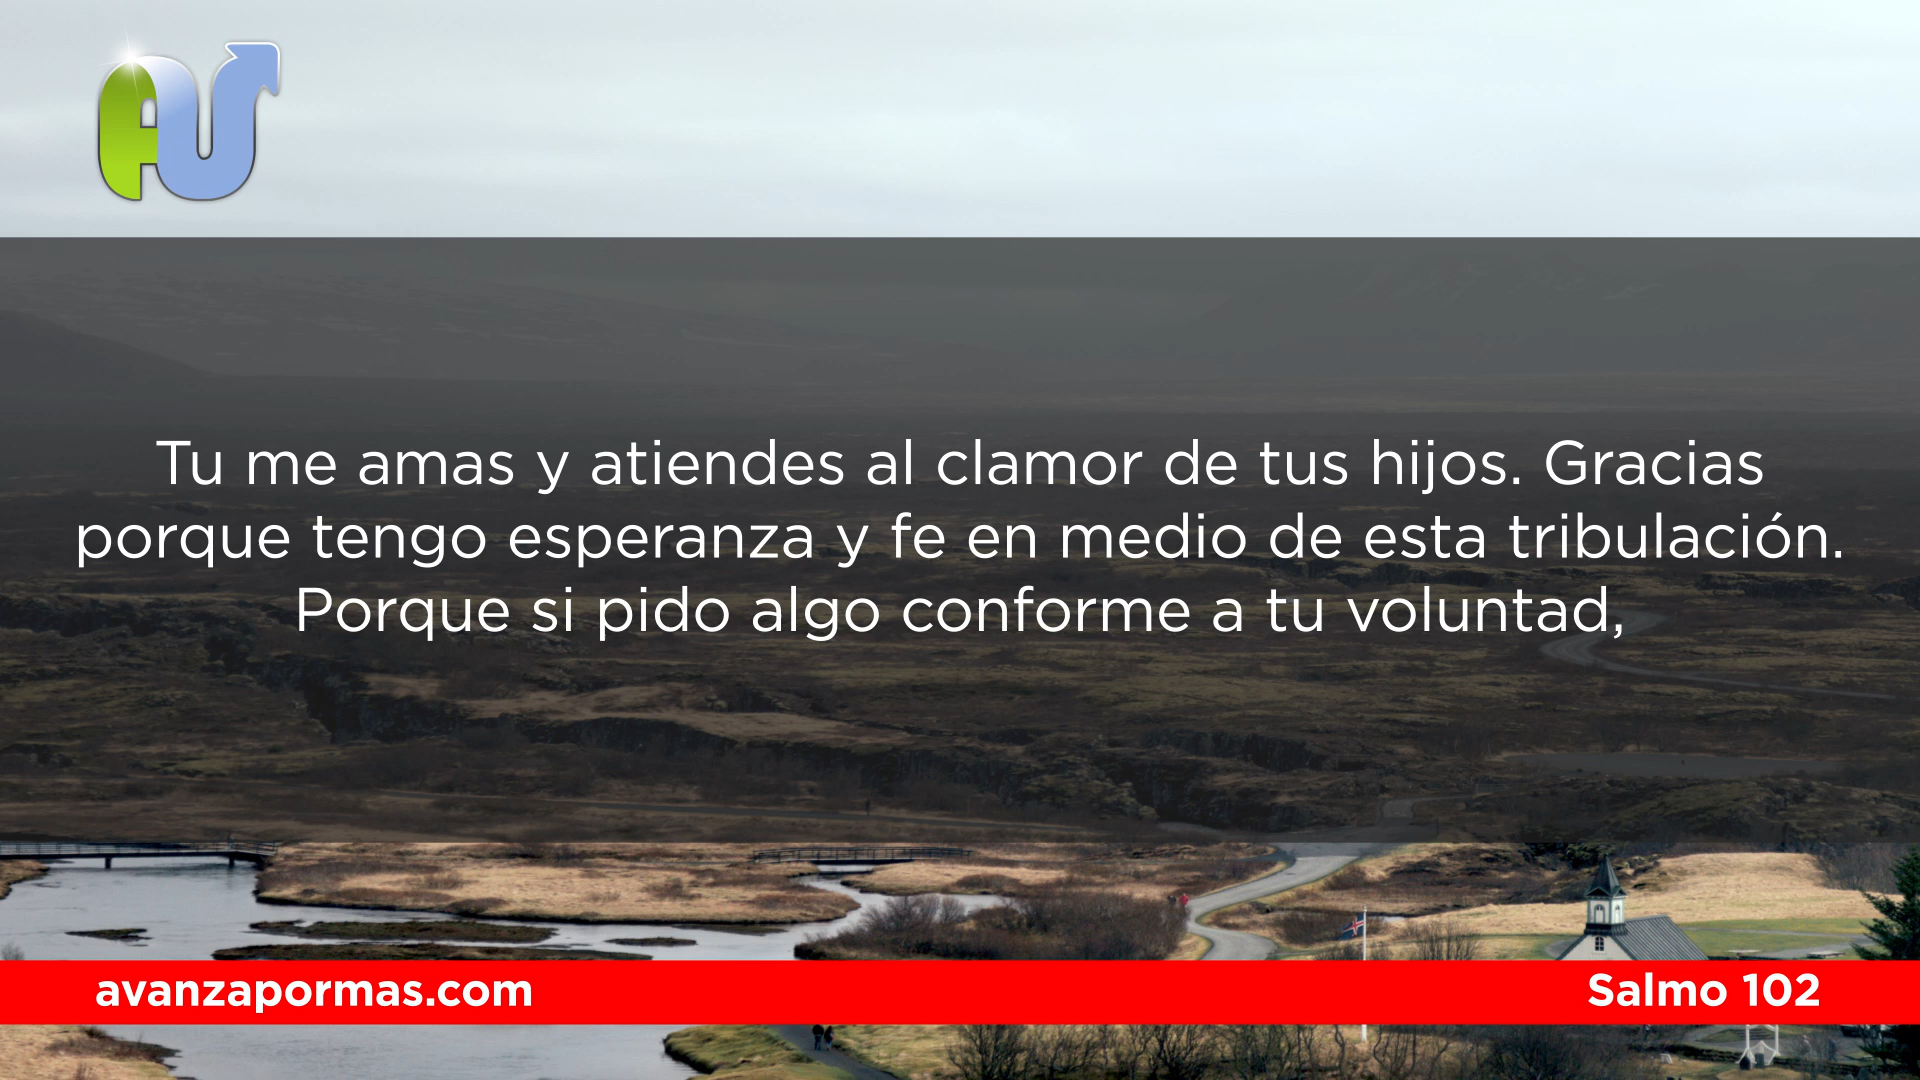 Tu me amas y atiendes al clamor de tus hijos. Gracias
porque tengo esperanza y fe en medio de esta tribulación.
Porque si pido algo conforme a tu voluntad,
avanzapormas.com
Salmo 102